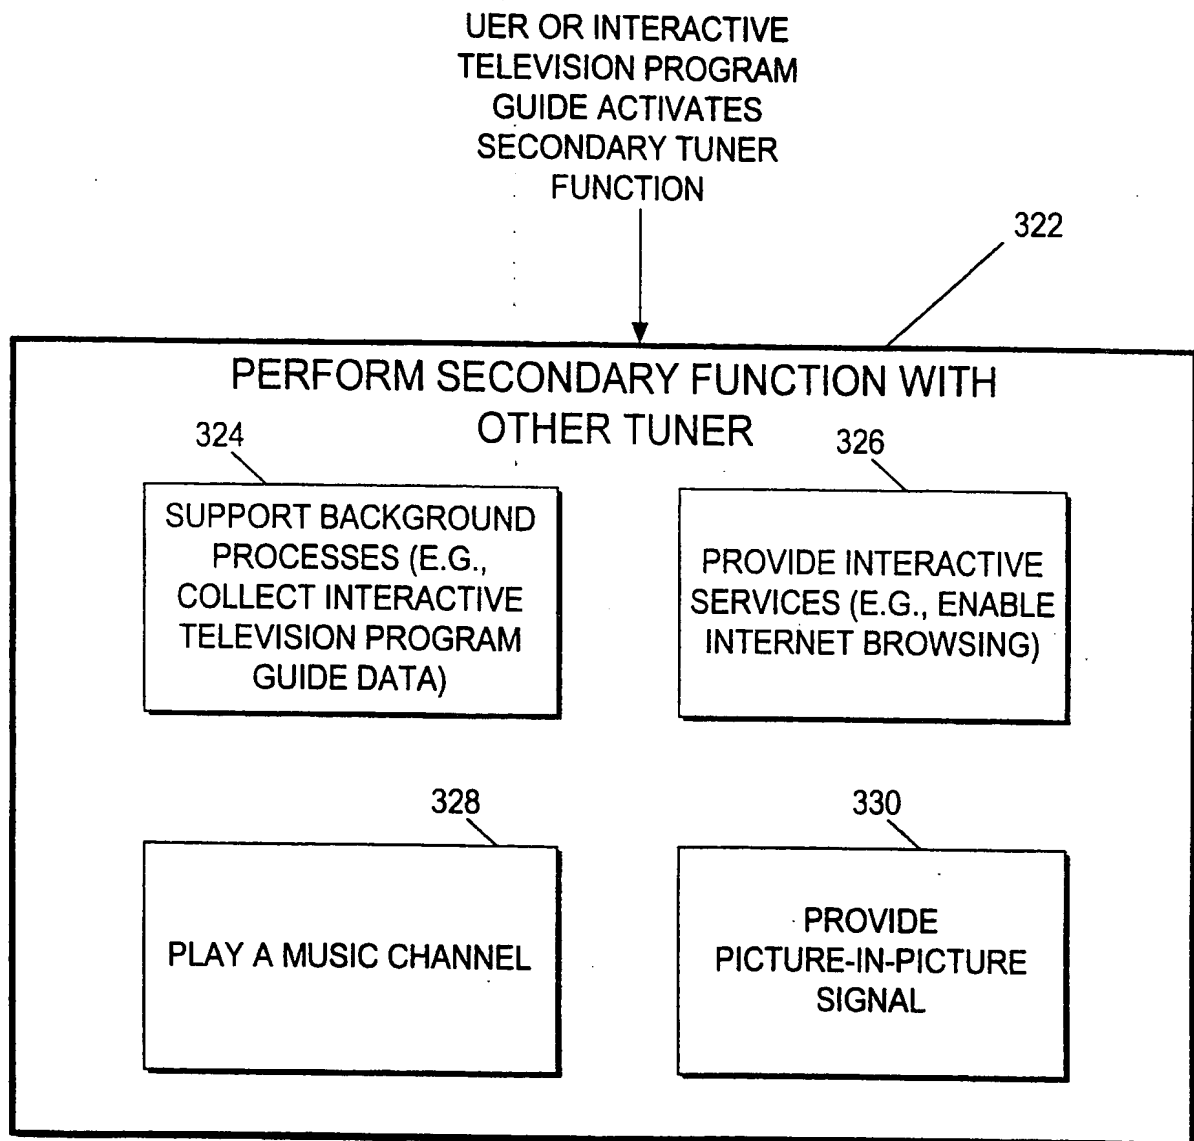 UER OR INTERACTIVE
TELEVISION PROGRAM
GUIDE ACTIVATES
SECONDARY TUNER
FUNCTION
322
PERFORM SECONDARY FUNCTION WITH
OTHER TUNER
324
SUPPORT BACKGROUND
PROCESSES (E.G.,
COLLECT INTERACTIVE
TELEVISION PROGRAM
GUIDE DATA)
326
PROVIDE INTERACTIVE
SERVICES (E.G., ENABLE
INTERNET BROWSING)
328
PLAY A MUSIC CHANNEL
330
PROVIDE
PICTURE-IN-PICTURE
SIGNAL